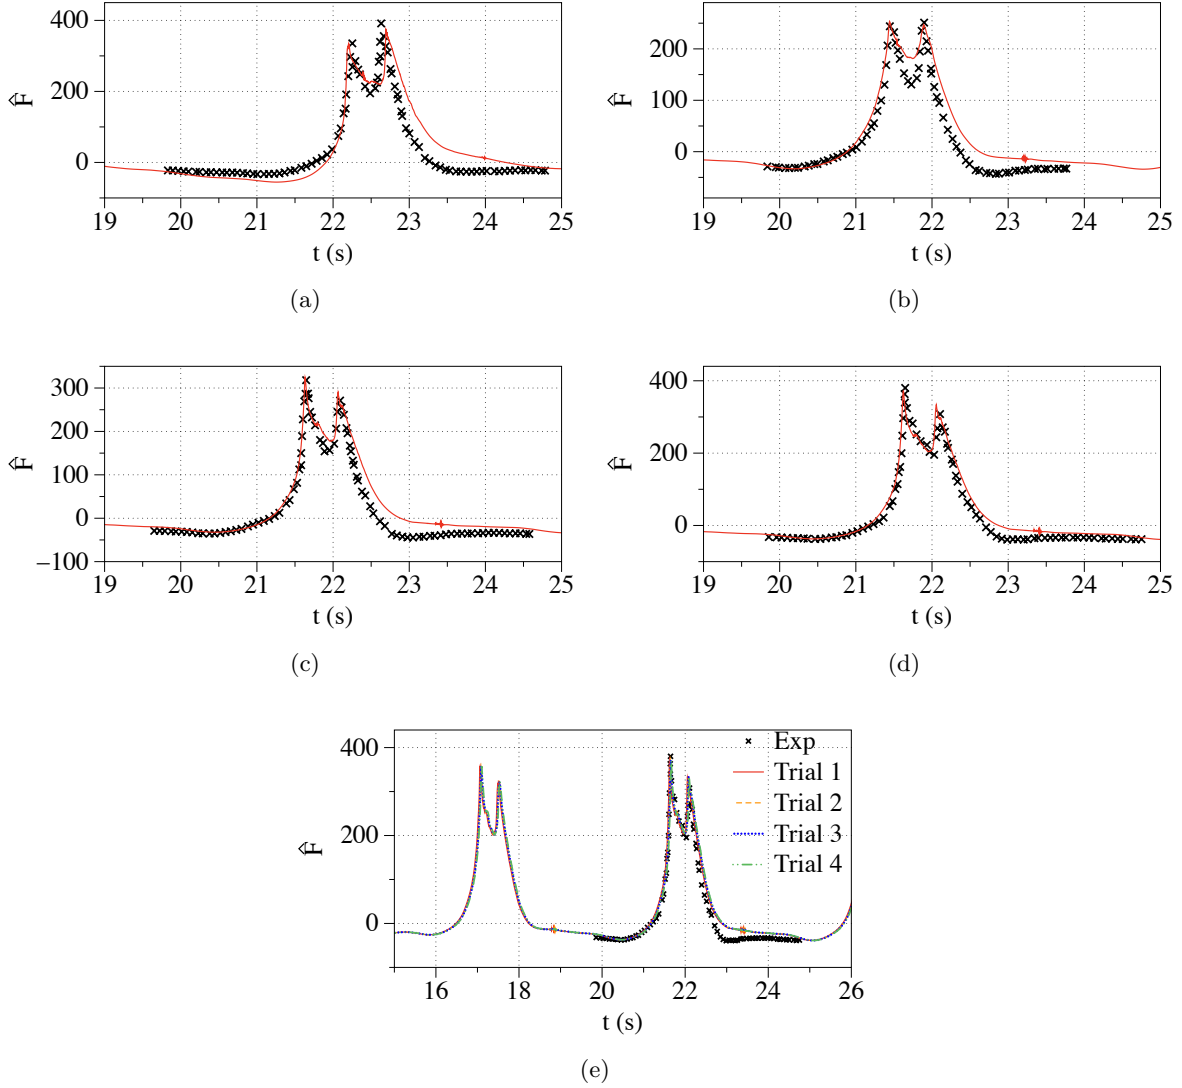 400
200
0
F̂
19 20 21 22 23 24 25
t (s)
(a)
200
100
0
F̂
19 20 21 22 23 24 25
t (s)
(b)
300
200
100
0
−100
F̂
19 20 21 22 23 24 25
t (s)
(c)
400
200
0
F̂
19 20 21 22 23 24 25
t (s)
(d)
400
200
0
F̂
Exp
Trial 1
Trial 2
Trial 3
Trial 4
16 18 20 22 24 26
t (s)
(e)